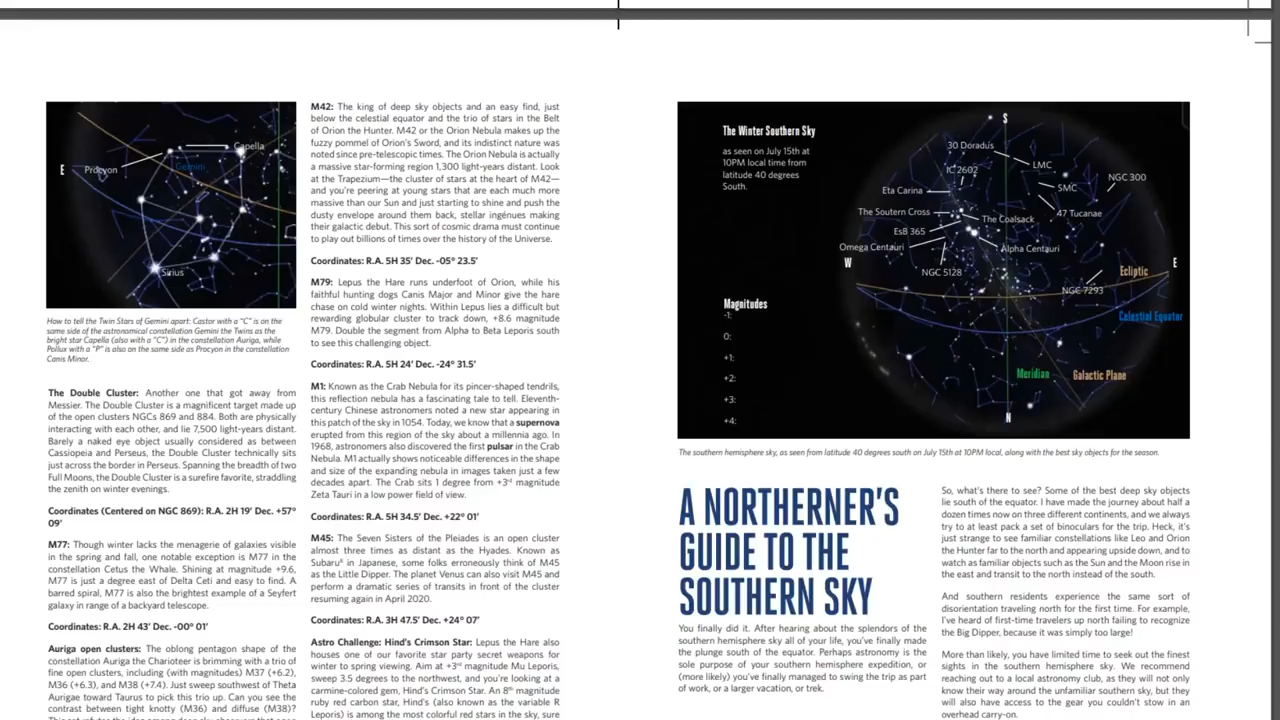 E
Procyon
Gemini
Capella
Sirius
How to tell the Twin Stars of Gemini apart: Castor with a “C” is on the
same side of the astronomical constellation Gemini the Twins as the
bright star Capella (also with a “C”) in the constellation Auriga, while
Pollux with a “P” is also on the same side as Procyon in the constellation
Canis Minor.
The Double Cluster: Another one that got away from
Messier. The Double Cluster is a magnificent target made up
of the open clusters NGCs 869 and 884. Both are physically
interacting with each other, and lie 7,500 light-years distant.
Barely a naked eye object usually considered as between
Cassiopeia and Perseus, the Double Cluster technically sits
just across the border in Perseus. Spanning the breadth of two
Full Moons, the Double Cluster is a surefire favorite, straddling
the zenith on winter evenings.
Coordinates (Centered on NGC 869): R.A. 2H 19’ Dec. +57°
09’
M77: Though winter lacks the menagerie of galaxies visible
in the spring and fall, one notable exception is M77 in the
constellation Cetus the Whale. Shining at magnitude +9.6,
M77 is just a degree east of Delta Ceti and easy to find. A
barred spiral, M77 is also the brightest example of a Seyfert
galaxy in range of a backyard telescope.
Coordinates: R.A. 2H 43’ Dec. -00° 01’
Auriga open clusters: The oblong pentagon shape of the
constellation Auriga the Charioteer is brimming with a trio of
fine open clusters, including (with magnitudes) M37 (+6.2),
M36 (+6.3), and M38 (+7.4). Just sweep southwest of Theta
Aurigae toward Taurus to pick this trio up. Can you see the
contrast between tight knotty (M36) and diffuse (M38)?
M42: The king of deep sky objects and an easy find, just
below the celestial equator and the trio of stars in the Belt
of Orion the Hunter. M42 or the Orion Nebula makes up the
fuzzy pommel of Orion’s Sword, and its indistinct nature was
noted since pre-telescopic times. The Orion Nebula is actually
a massive star-forming region 1,300 light-years distant. Look
at the Trapezium—the cluster of stars at the heart of M42—
and you’re peering at young stars that are each much more
massive than our Sun and just starting to shine and push the
dusty envelope around them back, stellar ingénues making
their galactic debut. This sort of cosmic drama must continue
to play out billions of times over the history of the Universe.
Coordinates: R.A. 5H 35’ Dec. -05° 23.5’
M79: Lepus the Hare runs underfoot of Orion, while his
faithful hunting dogs Canis Major and Minor give the hare
chase on cold winter nights. Within Lepus lies a difficult but
rewarding globular cluster to track down, +8.6 magnitude
M79. Double the segment from Alpha to Beta Leporis south
to see this challenging object.
Coordinates: R.A. 5H 24’ Dec. -24° 31.5’
M1: Known as the Crab Nebula for its pincer-shaped tendrils,
this reflection nebula has a fascinating tale to tell. Eleventh-
century Chinese astronomers noted a new star appearing in
this patch of the sky in 1054. Today, we know that a supernova
erupted from this region of the sky about a millennia ago. In
1968, astronomers also discovered the first pulsar in the Crab
Nebula. M1 actually shows noticeable differences in the shape
and size of the expanding nebula in images taken just a few
decades apart. The Crab sits 1 degree from +3rd magnitude
Zeta Tauri in a low power field of view.
Coordinates: R.A. 5H 34.5’ Dec. +22° 01’
M45: The Seven Sisters of the Pleiades is an open cluster
almost three times as distant as the Hyades. Known as
Subaru in Japanese, some folks erroneously think of M45
as the Little Dipper. The planet Venus can also visit M45 and
perform a dramatic series of transits in front of the cluster
resuming again in April 2020.
Coordinates: R.A. 3H 47.5’ Dec. +24° 07’
Astro Challenge: Hind’s Crimson Star: Lepus the Hare also
houses one of our favorite star party secret weapons for
winter to spring viewing. Aim at +3rd magnitude Mu Leporis,
sweep 3.5 degrees to the northwest, and you’re looking at a
carmine-colored gem, Hind’s Crimson Star. An 8th magnitude
ruby red carbon star, Hind’s (also known as the variable R
Leporis) is among the most colorful red stars in the sky, sure
The Winter Southern Sky
as seen on July 15th at
10PM local time from
latitude 40 degrees
South.
Magnitudes
-1:
0:
+1:
+2:
+3:
+4:
S
30 Doradus
LMC
IC 2602
NGC 300
SMC
Eta Carina
47 Tucanae
The Soutern Cross
The Coalsack
EsB 365
Omega Centauri
Alpha Centauri
W
NGC 5128
E
Ecliptic
NGC 7293
Celestial Equator
Meridian
Galactic Plane
N
The southern hemisphere sky, as seen from latitude 40 degrees south on July 15th at 10PM local, along with the best sky objects for the season.
A NORTHERNER’S
GUIDE TO THE
SOUTHERN SKY
You finally did it. After hearing about the splendors of the
southern hemisphere sky all of your life, you’ve finally made
the plunge south of the equator. Perhaps astronomy is the
sole purpose of your southern hemisphere expedition, or
(more likely) you’ve finally managed to swing the trip as part
of work, or a larger vacation, or trek.
So, what’s there to see? Some of the best deep sky objects
lie south of the equator. I have made the journey about half a
dozen times now on three different continents, and we always
try to at least pack a set of binoculars for the trip. Heck, it’s
just strange to see familiar constellations like Leo and Orion
the Hunter far to the north and appearing upside down, and to
watch as familiar objects such as the Sun and the Moon rise in
the east and transit to the north instead of the south.
And southern residents experience the same sort of
disorientation traveling north for the first time. For example,
I’ve heard of first-time travelers up north failing to recognize
the Big Dipper, because it was simply too large!
More than likely, you have limited time to seek out the finest
sights in the southern hemisphere sky. We recommend
reaching out to a local astronomy club, as they will not only
know their way around the unfamiliar southern sky, but they
will also have access to the gear you couldn’t stow in an
overhead carry-on.